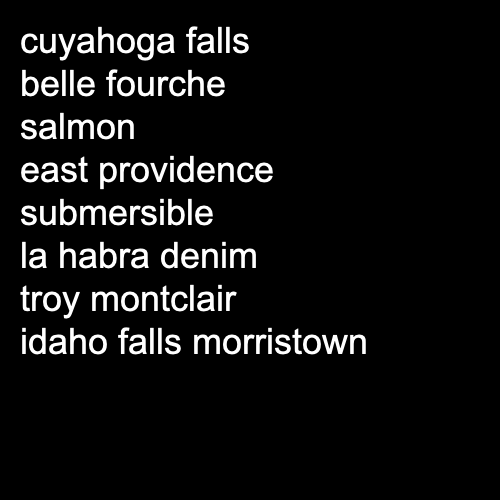 cuyahoga falls
belle fourche
salmon
east providence
submersible
la habra denim
troy montclair
idaho falls morristown